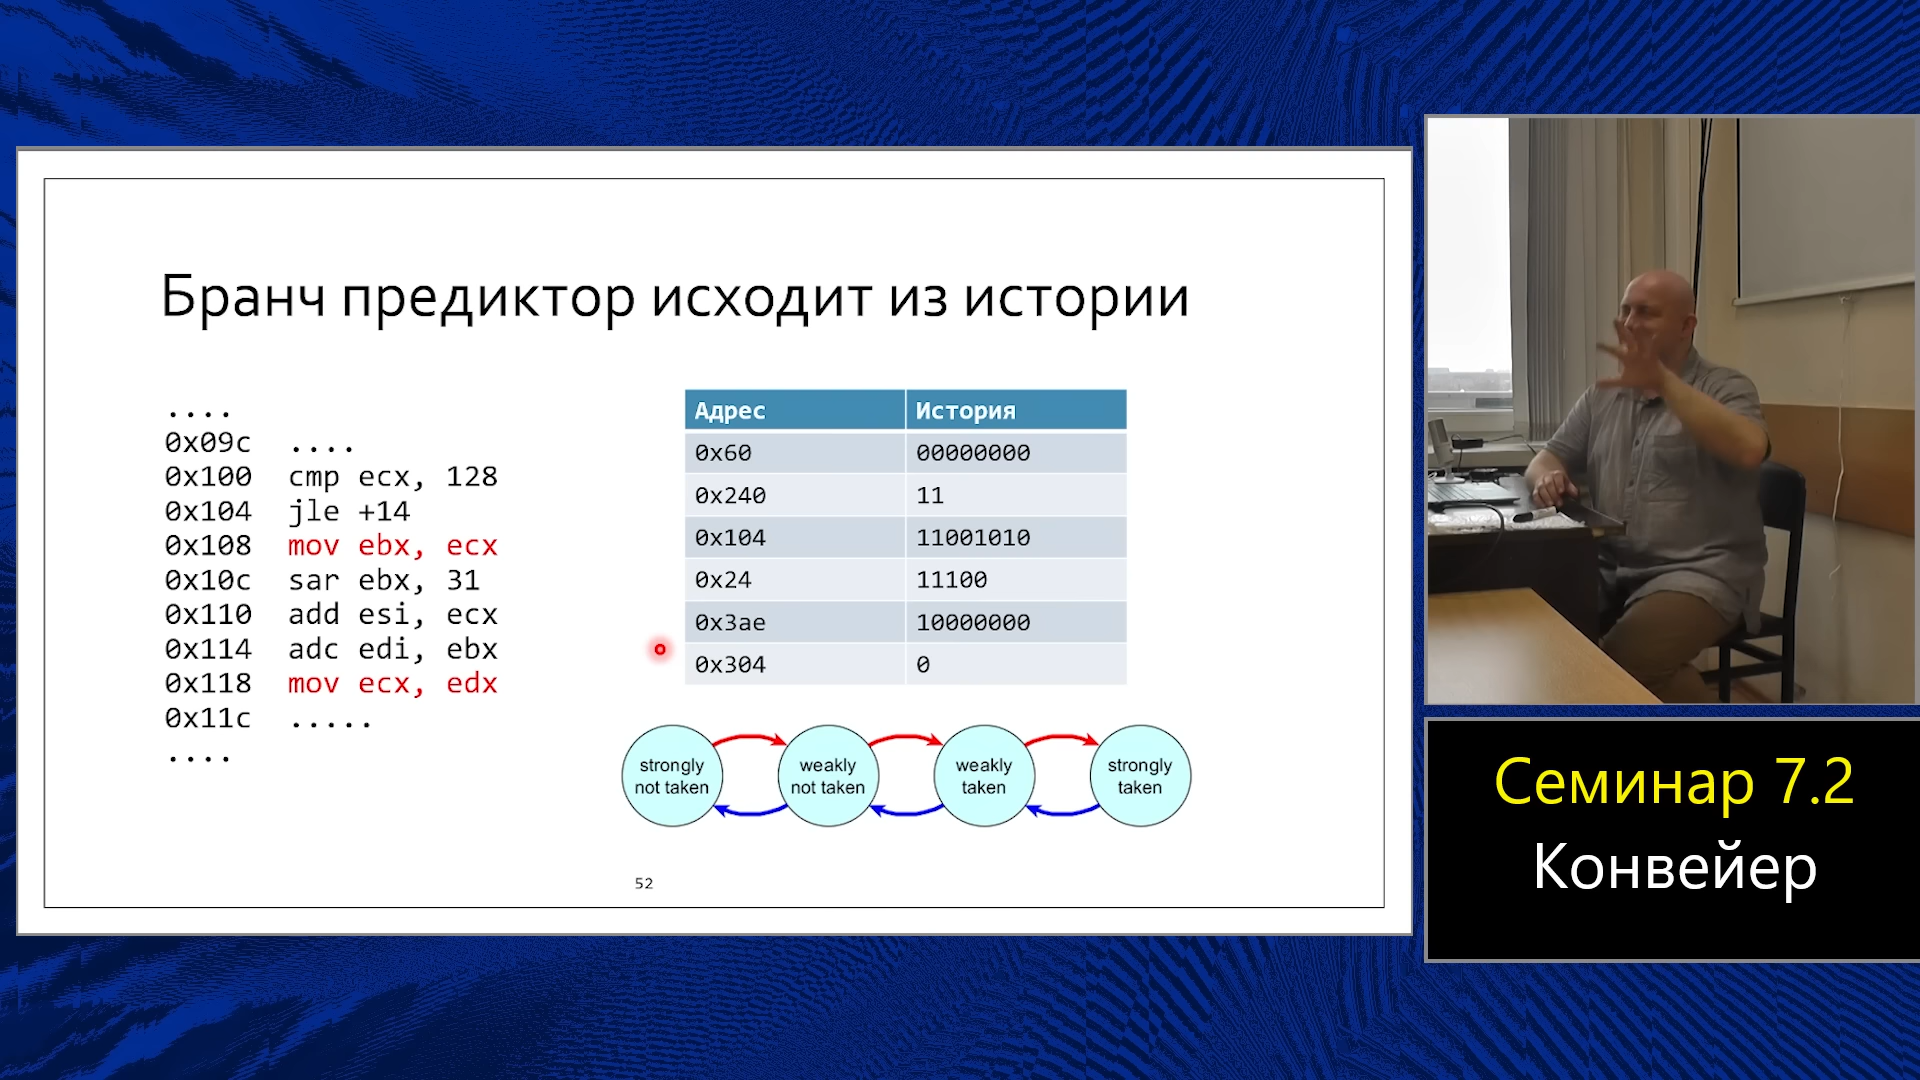 Бранч предиктор исходит из истории
....
0x09c ....
0x100 cmp ecx, 128
0x104 jle +14
0x108 mov ebx, ecx
0x10c sar ebx, 31
0x110 add esi, ecx
0x114 adc edi, ebx
0x118 mov ecx, edx
0x11c .....
....
Адрес История
0x60 00000000
0x240 11
0x104 11001010
0x24 11100
0x3ae 10000000
0x304 0
strongly
not taken
weakly
not taken
weakly
taken
strongly
taken
52
Семинар 7.2
Конвейер